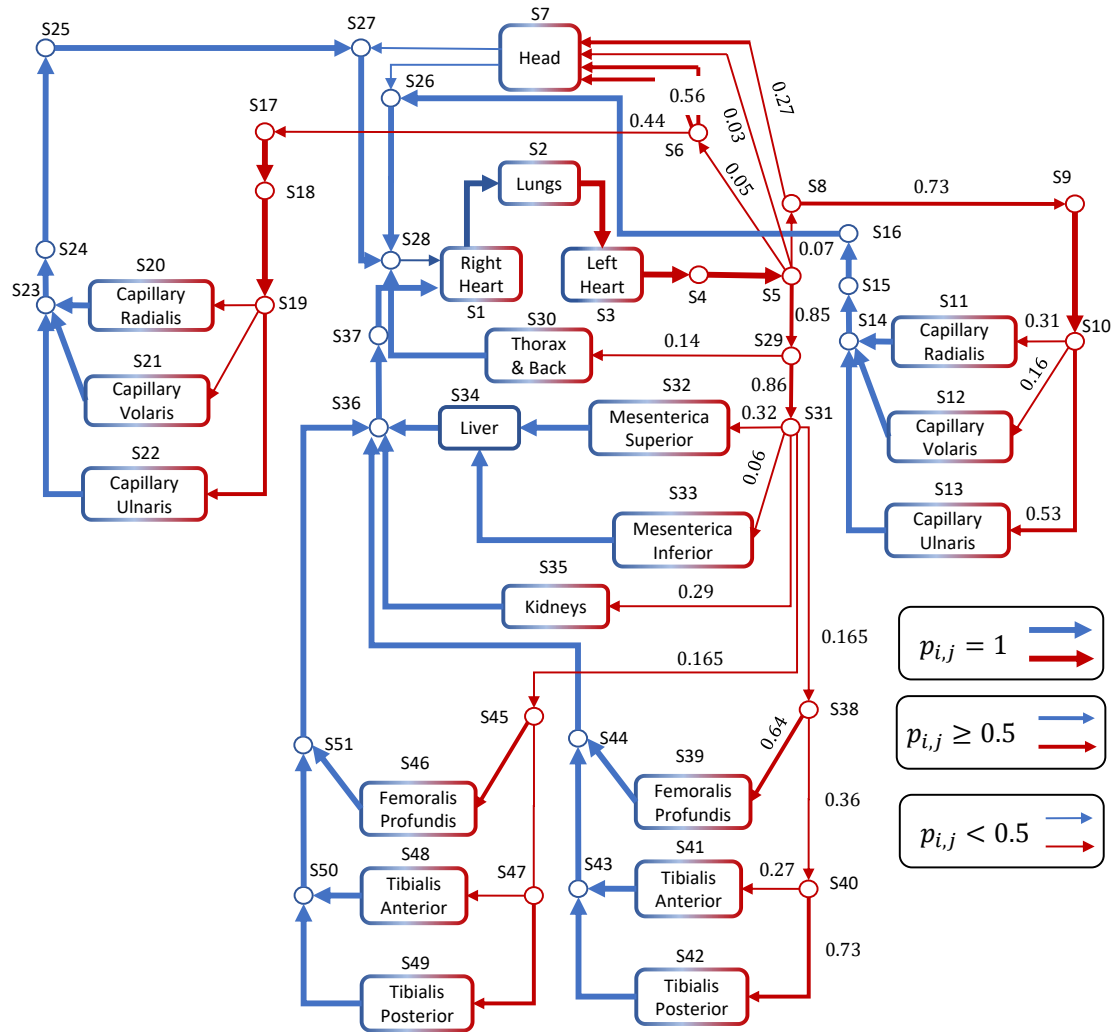 S25
S27
S7
Head
S26
S17
0.44
0.56
S6
0.27
0.03
0.05
S18
S2
Lungs
S8
0.73
S9
S28
Right
Heart
S1
Left
Heart
S3
S4
S5
0.07
S16
S24
S15
S23
S20
Capillary
Radialis
S19
S37
S30
Thorax
& Back
0.14
0.85
S29
S14
S11
Capillary
Radialis
0.31
S10
S21
Capillary
Volaris
S36
S34
Liver
S32
Mesenterica
Superior
0.32
0.86
S31
S12
Capillary
Volaris
0.16
S22
Capillary
Ulnaris
S33
Mesenterica
Inferior
0.06
S13
Capillary
Ulnaris
0.53
S35
Kidneys
0.29
0.165
0.165
S45
S38
S51
S46
Femoralis
Profundis
S44
S39
Femoralis
Profundis
0.64
0.36
S50
S48
Tibialis
Anterior
S47
S43
S41
Tibialis
Anterior
0.27
S40
S49
Tibialis
Posterior
S42
Tibialis
Posterior
0.73
p_{i,j} = 1
p_{i,j} ≥ 0.5
p_{i,j} < 0.5